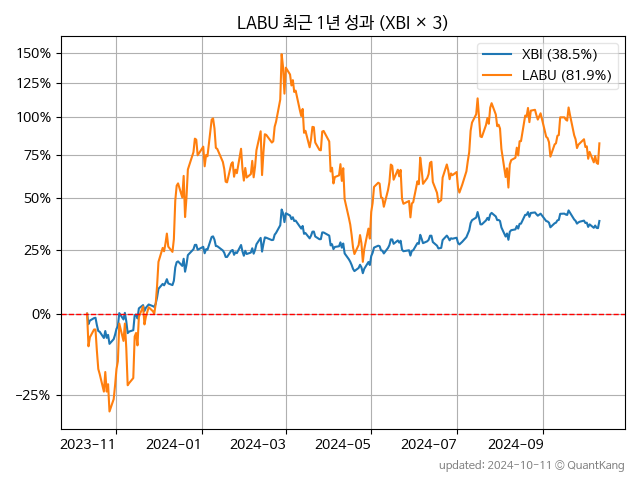 LABU 최근 1년 성과 (XBI × 3)
XBI (38.5%)
LABU (81.9%)
150%
125%
100%
75%
50%
25%
0%
−25%
2023−11 2024−01 2024−03 2024−05 2024−07 2024−09
updated: 2024-10-11 © QuantKang